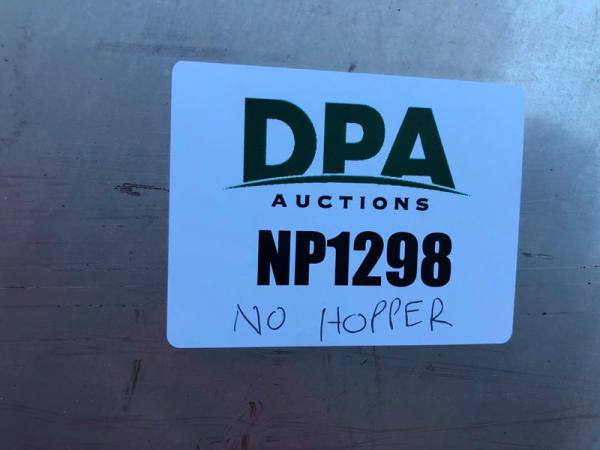 DPA
AUCTIONS
NP1298
NO HOPPER